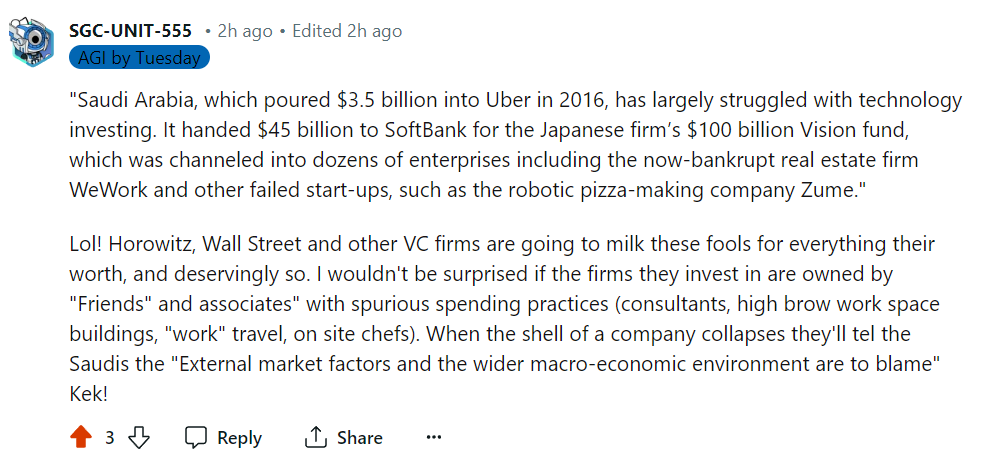 SGC-UNIT-555 • 2h ago • Edited 2h ago
AGI by Tuesday
"Saudi Arabia, which poured $3.5 billion into Uber in 2016, has largely struggled with technology
investing. It handed $45 billion to SoftBank for the Japanese firm’s $100 billion Vision fund,
which was channeled into dozens of enterprises including the now-bankrupt real estate firm
WeWork and other failed start-ups, such as the robotic pizza-making company Zume."
Lol! Horowitz, Wall Street and other VC firms are going to milk these fools for everything their
worth, and deservingly so. I wouldn't be surprised if the firms they invest in are owned by
"Friends" and associates" with spurious spending practices (consultants, high brow work space
buildings, "work" travel, on site chefs). When the shell of a company collapses they'll tel the
Saudis the "External market factors and the wider macro-economic environment are to blame"
Kek!
3 Reply Share ...